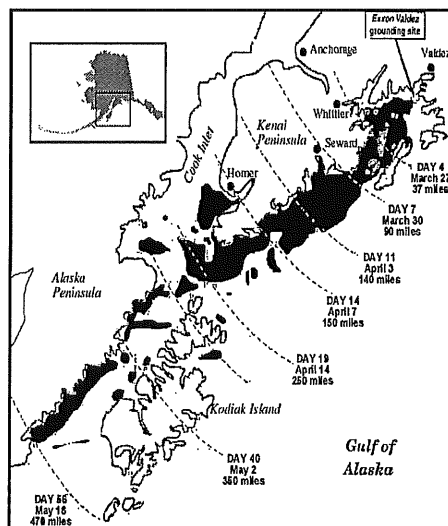 Exxon Valdez
grounding site
Anchorage
Valdez
Whittier
Kenai
Peninsula
Seward
Cook Inlet
Homer
DAY 4
March 27
37 miles
DAY 7
March 30
90 miles
DAY 11
April 3
140 miles
DAY 14
April 7
150 miles
Alaska
Peninsula
DAY 19
April 14
250 miles
Kodiak Island
DAY 40
May 2
350 miles
Gulf of
Alaska
DAY 56
May 18
470 miles